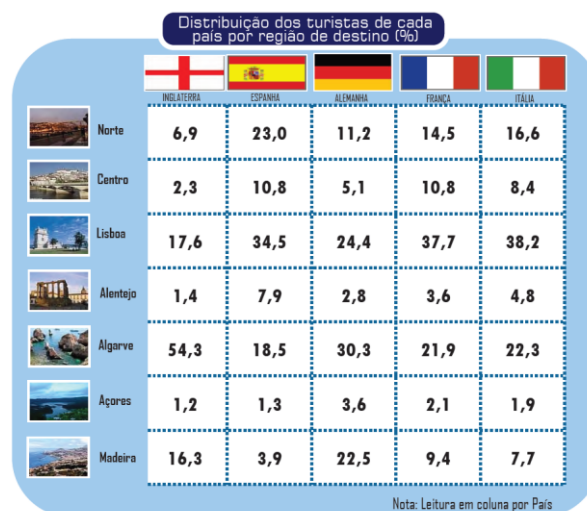 Distribuição dos turistas de cada
país por região de destino (%)
INGLATERRA ESPANHA ALEMANHA FRANÇA ITÁLIA
Norte 6,9 23,0 11,2 14,5 16,6
Centro 2,3 10,8 5,1 10,8 8,4
Lisboa 17,6 34,5 24,4 37,7 38,2
Alentejo 1,4 7,9 2,8 3,6 4,8
Algarve 54,3 18,5 30,3 21,9 22,3
Açores 1,2 1,3 3,6 2,1 1,9
Madeira 16,3 3,9 22,5 9,4 7,7
Nota: Leitura em coluna por País